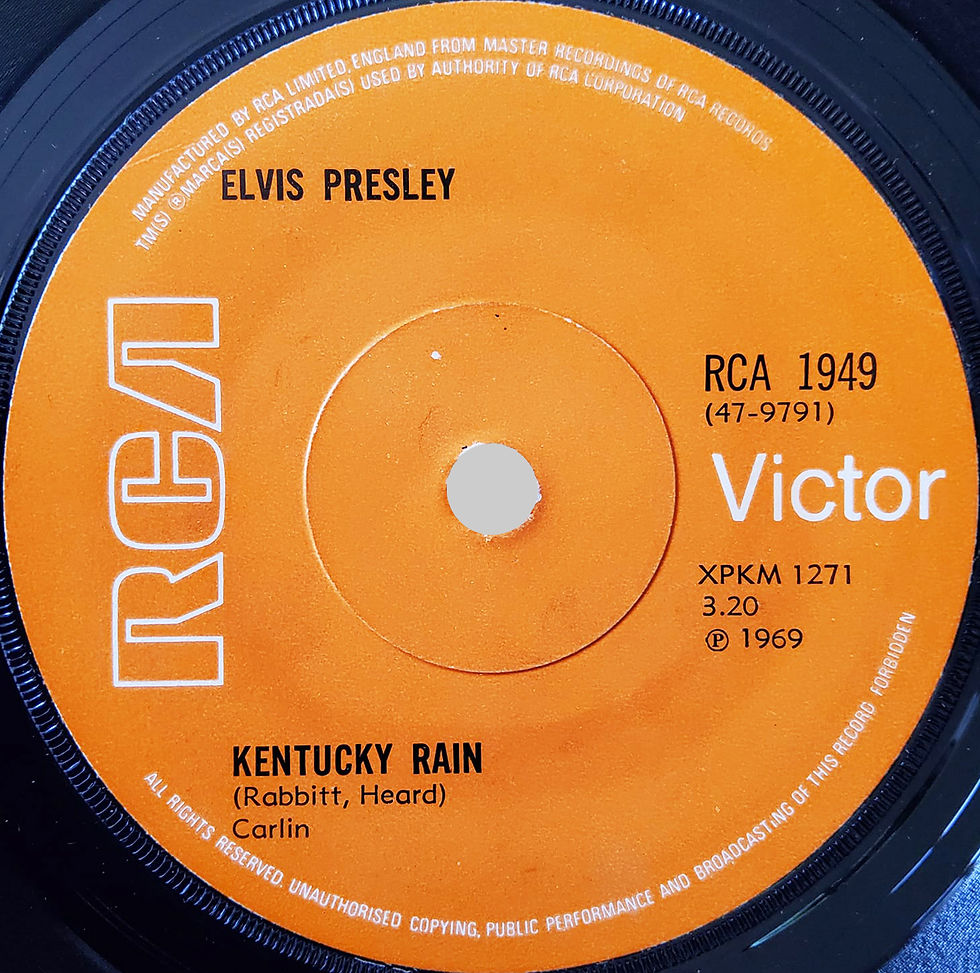 MANUFACTURED BY RCA LIMITED, ENGLAND FROM MASTER RECORDINGS OF RCA RECORDS
TM(S) ® MARCA(S) REGISTRADA(S) USED BY AUTHORITY OF RCA CORPORATION
ELVIS PRESLEY
RCA
RCA 1949
(47-9791)
Victor
XPKM 1271
3.20
℗ 1969
KENTUCKY RAIN
(Rabbitt, Heard)
Carlin
ALL RIGHTS RESERVED. UNAUTHORISED COPYING, PUBLIC PERFORMANCE AND BROADCASTING OF THIS RECORD FORBIDDEN